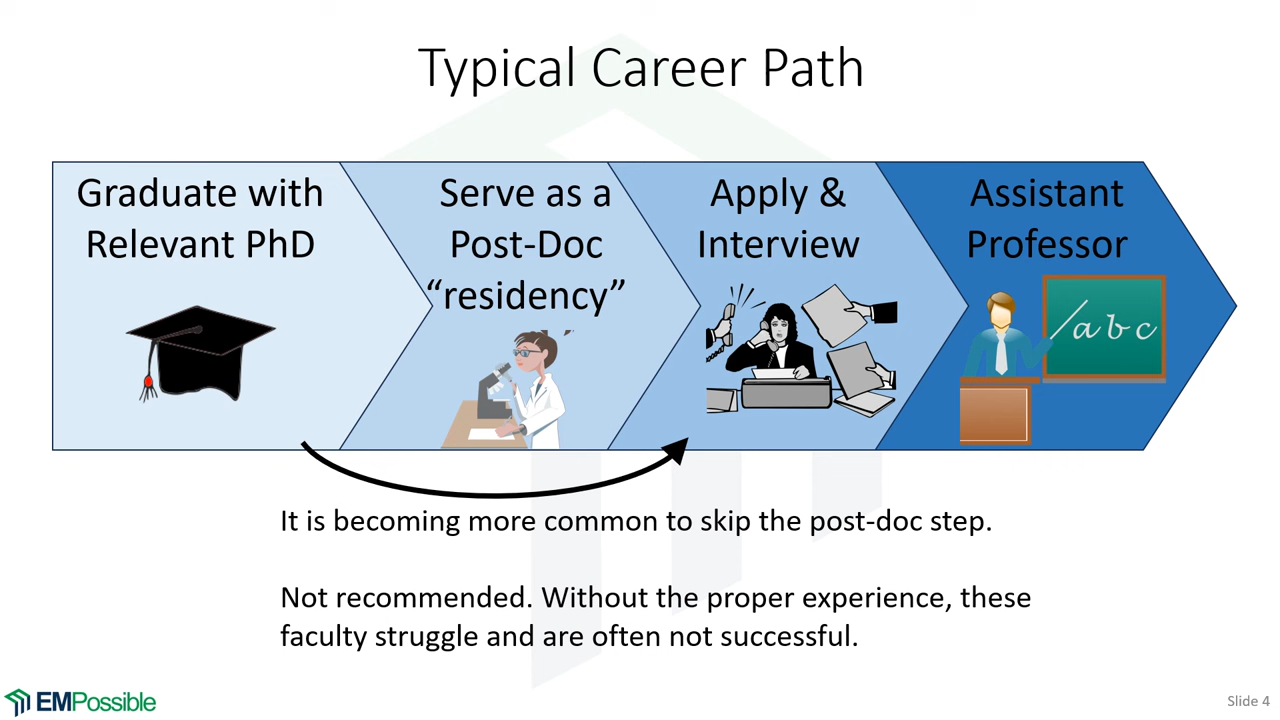 Typical Career Path
Graduate with
Relevant PhD
Serve as a
Post-Doc
“residency”
Apply &
Interview
Assistant
Professor
abc
It is becoming more common to skip the post-doc step.
Not recommended. Without the proper experience, these
faculty struggle and are often not successful.
EMPossible
Slide 4